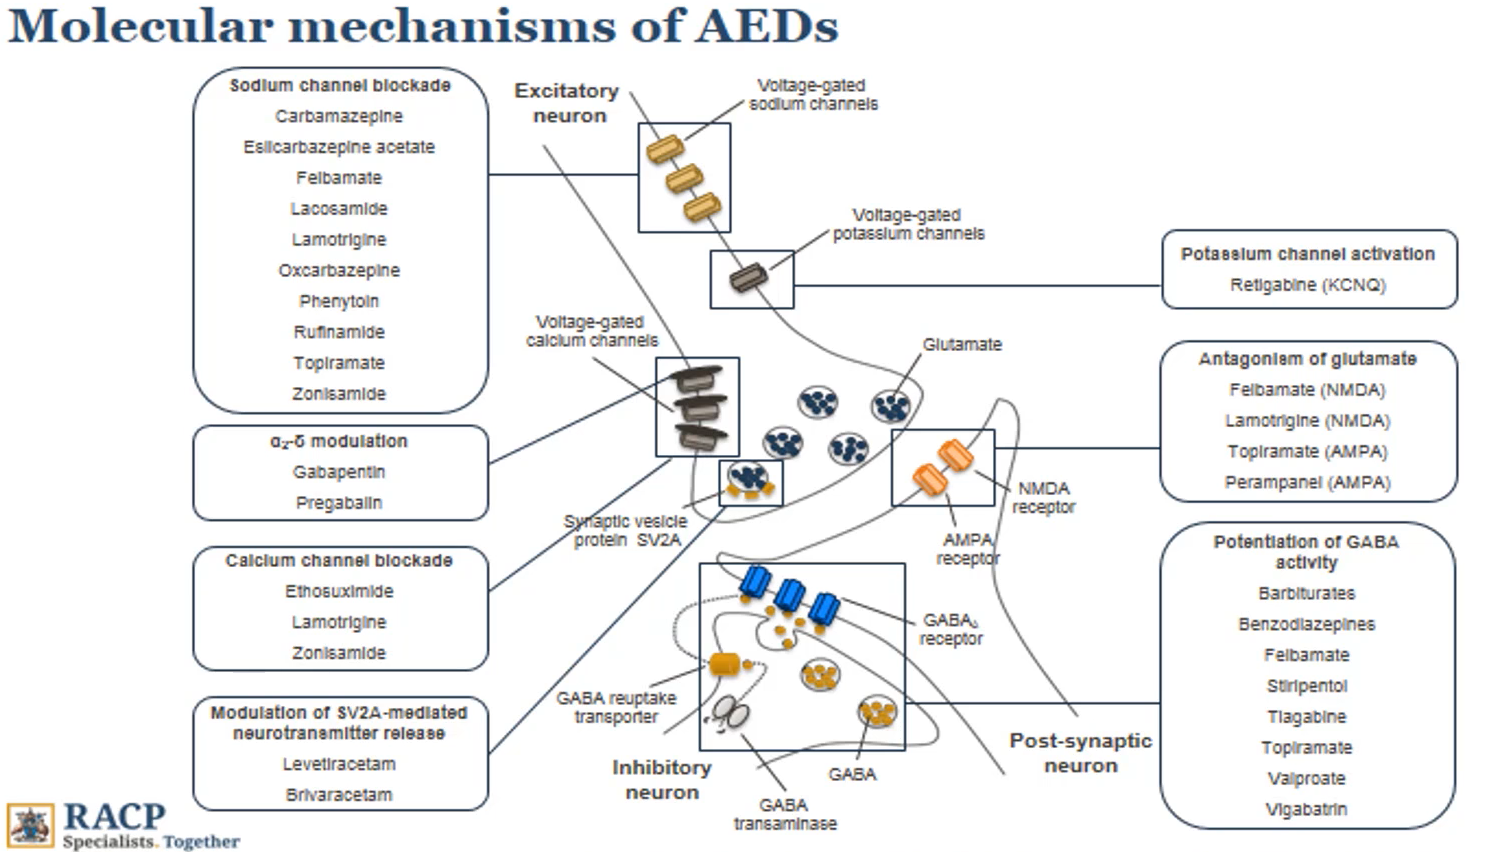 Molecular mechanisms of AEDs
Sodium channel blockade
Carbamazepine
Eslicarbazepine acetate
Felbamate
Lacosamide
Lamotrigine
Oxcarbazepine
Phenytoin
Rufinamide
Topiramate
Zonisamide
α₂-δ modulation
Gabapentin
Pregabalin
Calcium channel blockade
Ethosuximide
Lamotrigine
Zonisamide
Modulation of SV2A-mediated
neurotransmitter release
Levetiracetam
Brivaracetam
Excitatory
neuron
Voltage-gated
sodium channels
Voltage-gated
potassium channels
Voltage-gated
calcium channels
Glutamate
Synaptic vesicle
protein SV2A
NMDA
receptor
AMPA
receptor
GABAA
receptor
GABA reuptake
transporter
Inhibitory
neuron
GABA
GABA
transaminase
Post-synaptic
neuron
Potassium channel activation
Retigabine (KCNQ)
Antagonism of glutamate
Felbamate (NMDA)
Lamotrigine (NMDA)
Topiramate (AMPA)
Perampanel (AMPA)
Potentiation of GABA
activity
Barbiturates
Benzodiazepines
Felbamate
Stiripentol
Tiagabine
Topiramate
Valproate
Vigabatrin
RACP
Specialists. Together